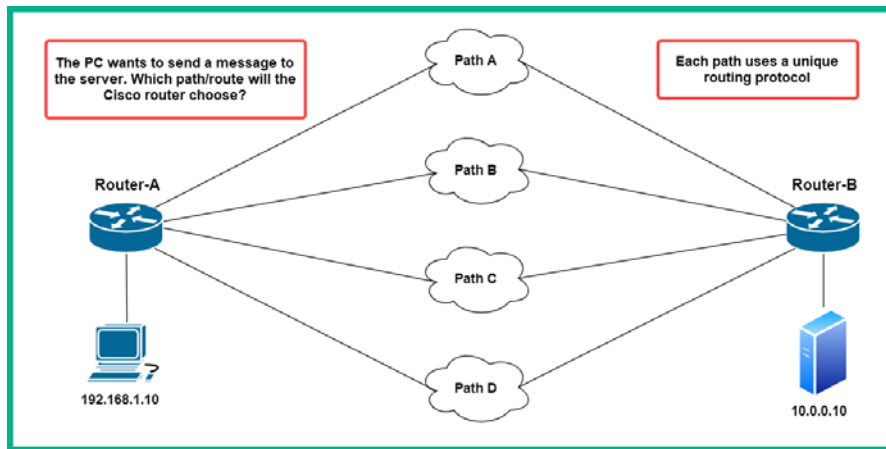 The PC wants to send a message to
the server. Which path/route will the
Cisco router choose?
Path A
Each path uses a unique
routing protocol
Path B
Router-A
Router-B
Path C
Path D
192.168.1.10
10.0.0.10